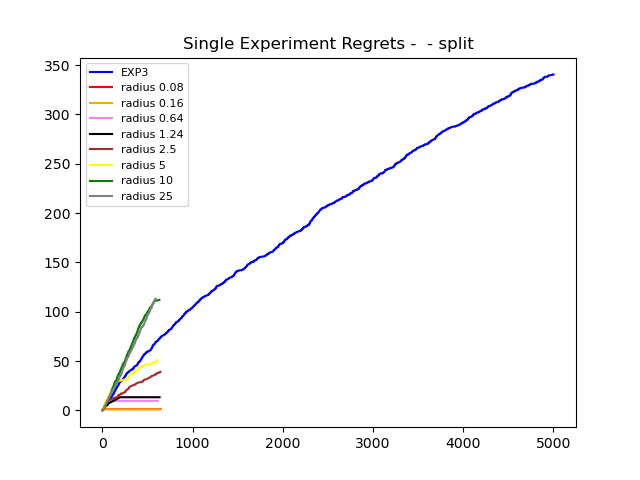 Single Experiment Regrets -  - split
EXP3
radius 0.08
radius 0.16
radius 0.64
radius 1.24
radius 2.5
radius 5
radius 10
radius 25
350
300
250
200
150
100
50
0
0 1000 2000 3000 4000 5000